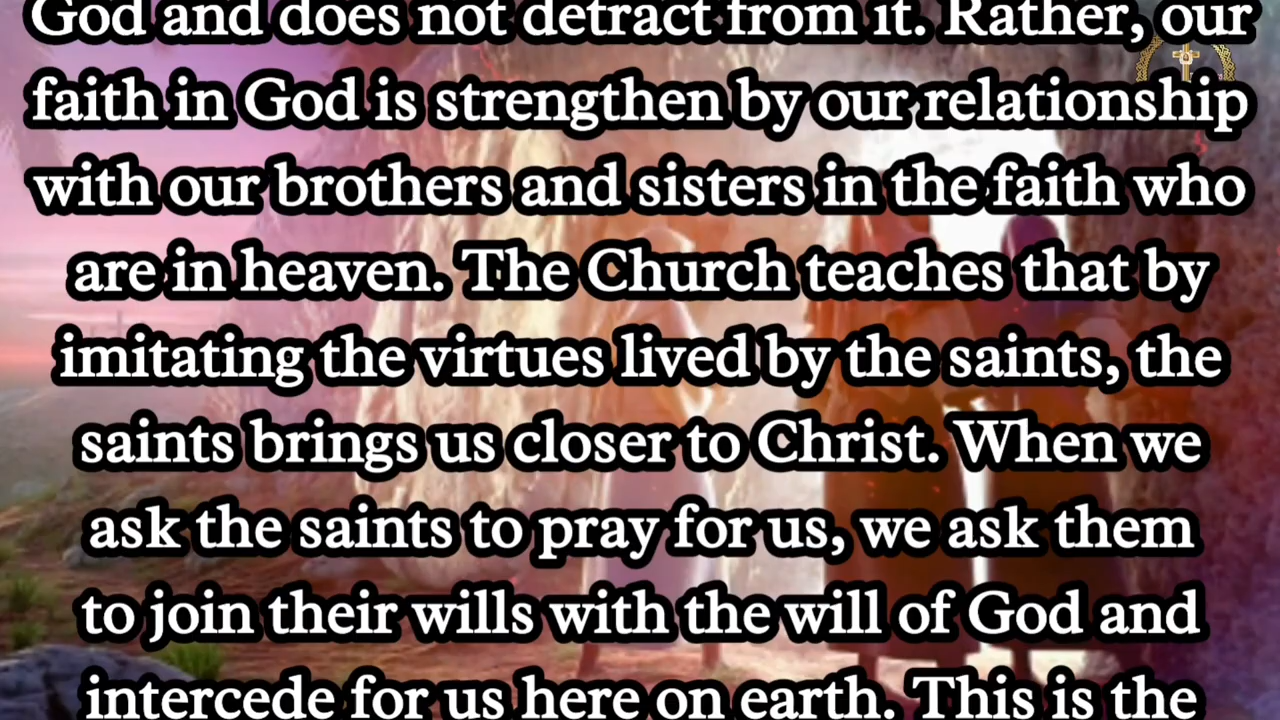 God and does not detract from it. Rather, our
faith in God is strengthen by our relationship
with our brothers and sisters in the faith who
are in heaven. The Church teaches that by
imitating the virtues lived by the saints, the
saints brings us closer to Christ. When we
ask the saints to pray for us, we ask them
to join their wills with the will of God and
intercede for us here on earth. This is the